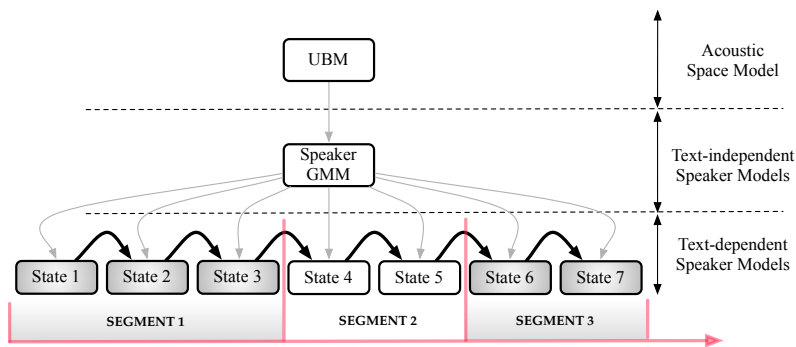 UBM
Acoustic
Space Model
Speaker
GMM
Text-independent
Speaker Models
Text-dependent
Speaker Models
State 1
State 2
State 3
State 4
State 5
State 6
State 7
SEGMENT 1
SEGMENT 2
SEGMENT 3